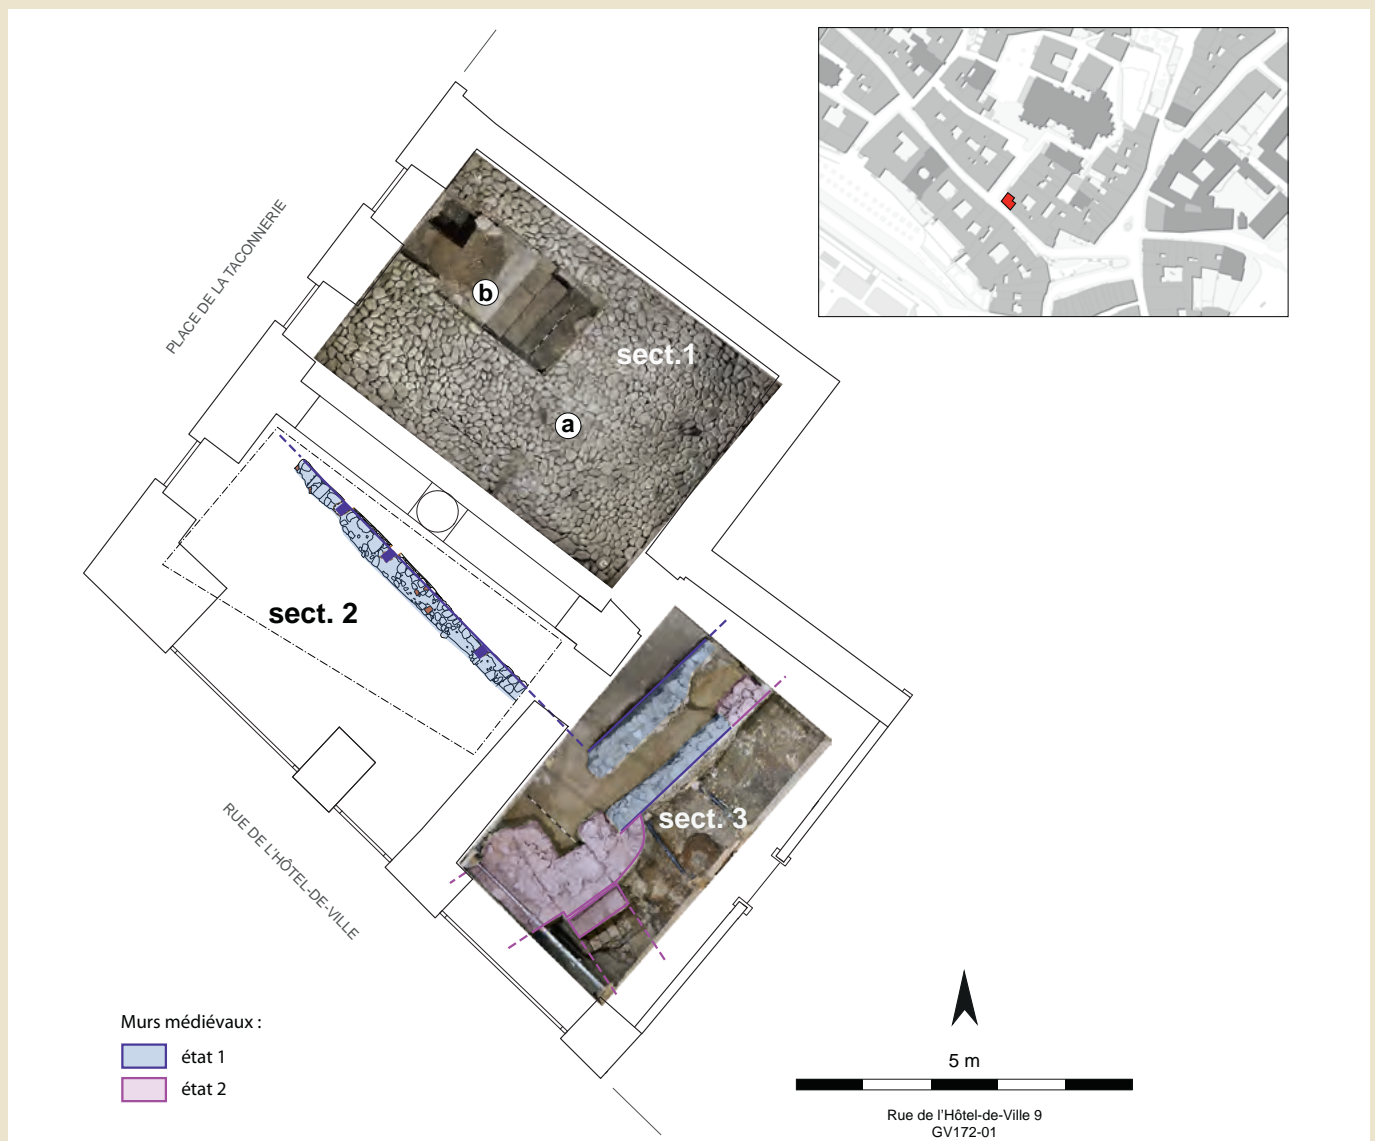 PLACE DE LA TACONNERIE
b
sect.1
a
sect. 2
sect. 3
RUE DE L'HÔTEL-DE-VILLE
Murs médiévaux :
état 1
état 2
5 m
Rue de l'Hôtel-de-Ville 9
GV172-01